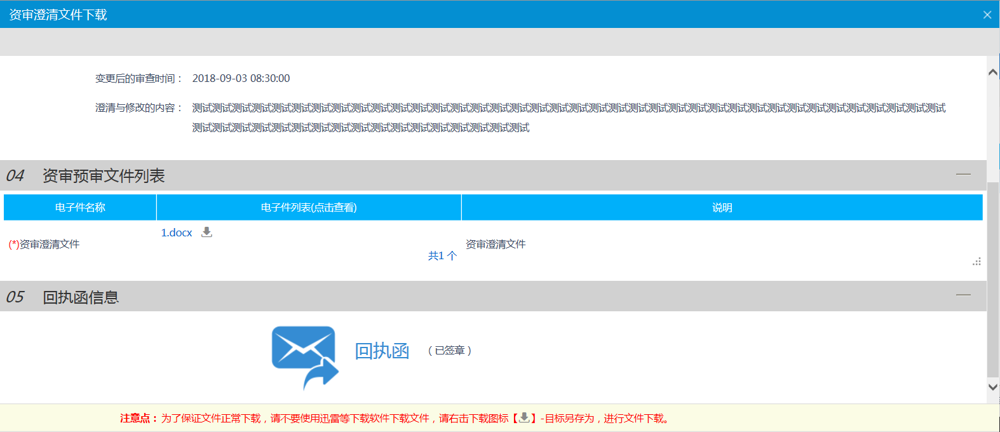 资审澄清文件下载
变更后的审查时间： 2018-09-03 08:30:00
澄清与修改的内容： 测试测试测试测试测试测试测试测试测试测试测试测试测试测试测试测试测试测试测试测试测试测试测试测试测试测试测试测试测试测试测试测试测试测试测试测试测试测试
测试测试测试测试测试测试测试测试测试测试测试测试测试测试测试测试测试
04 资审预审文件列表
电子件名称 电子件列表(点击查看) 说明
1.docx
(*)资审澄清文件 资审澄清文件
共1 个
05 回执函信息
回执函 （已签章）
注意点：为了保证文件正常下载，请不要使用迅雷等下载软件下载文件，请右击下载图标【】-目标另存为，进行文件下载。